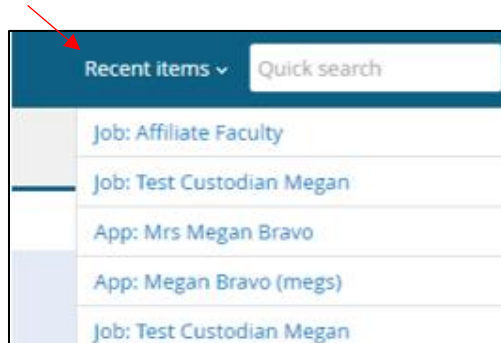 Recent items Quick search
Job: Affiliate Faculty
Job: Test Custodian Megan
App: Mrs Megan Bravo
App: Megan Bravo (megs)
Job: Test Custodian Megan